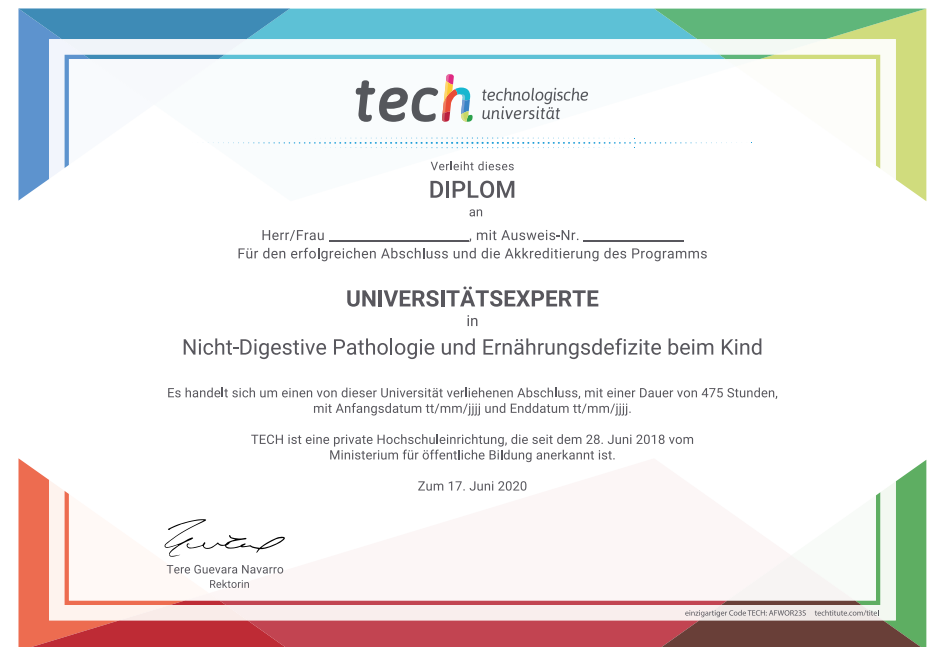 tech technologische
universität
Verleiht dieses
DIPLOM
an
Herr/Frau ____________, mit Ausweis-Nr. ____________
Für den erfolgreichen Abschluss und die Akkreditierung des Programms
UNIVERSITÄTSEXPERTE
in
Nicht-Digestive Pathologie und Ernährungsdefizite beim Kind
Es handelt sich um einen von dieser Universität verliehenen Abschluss, mit einer Dauer von 475 Stunden,
mit Anfangsdatum tt/mm/jjjj und Enddatum tt/mm/jjjj.
TECH ist eine private Hochschuleinrichtung, die seit dem 28. Juni 2018 vom
Ministerium für öffentliche Bildung anerkannt ist.
Zum 17. Juni 2020
Tere Guevara Navarro
Rektorin
einzigartiger Code TECH: AFWOR23S techtitute.com/titel